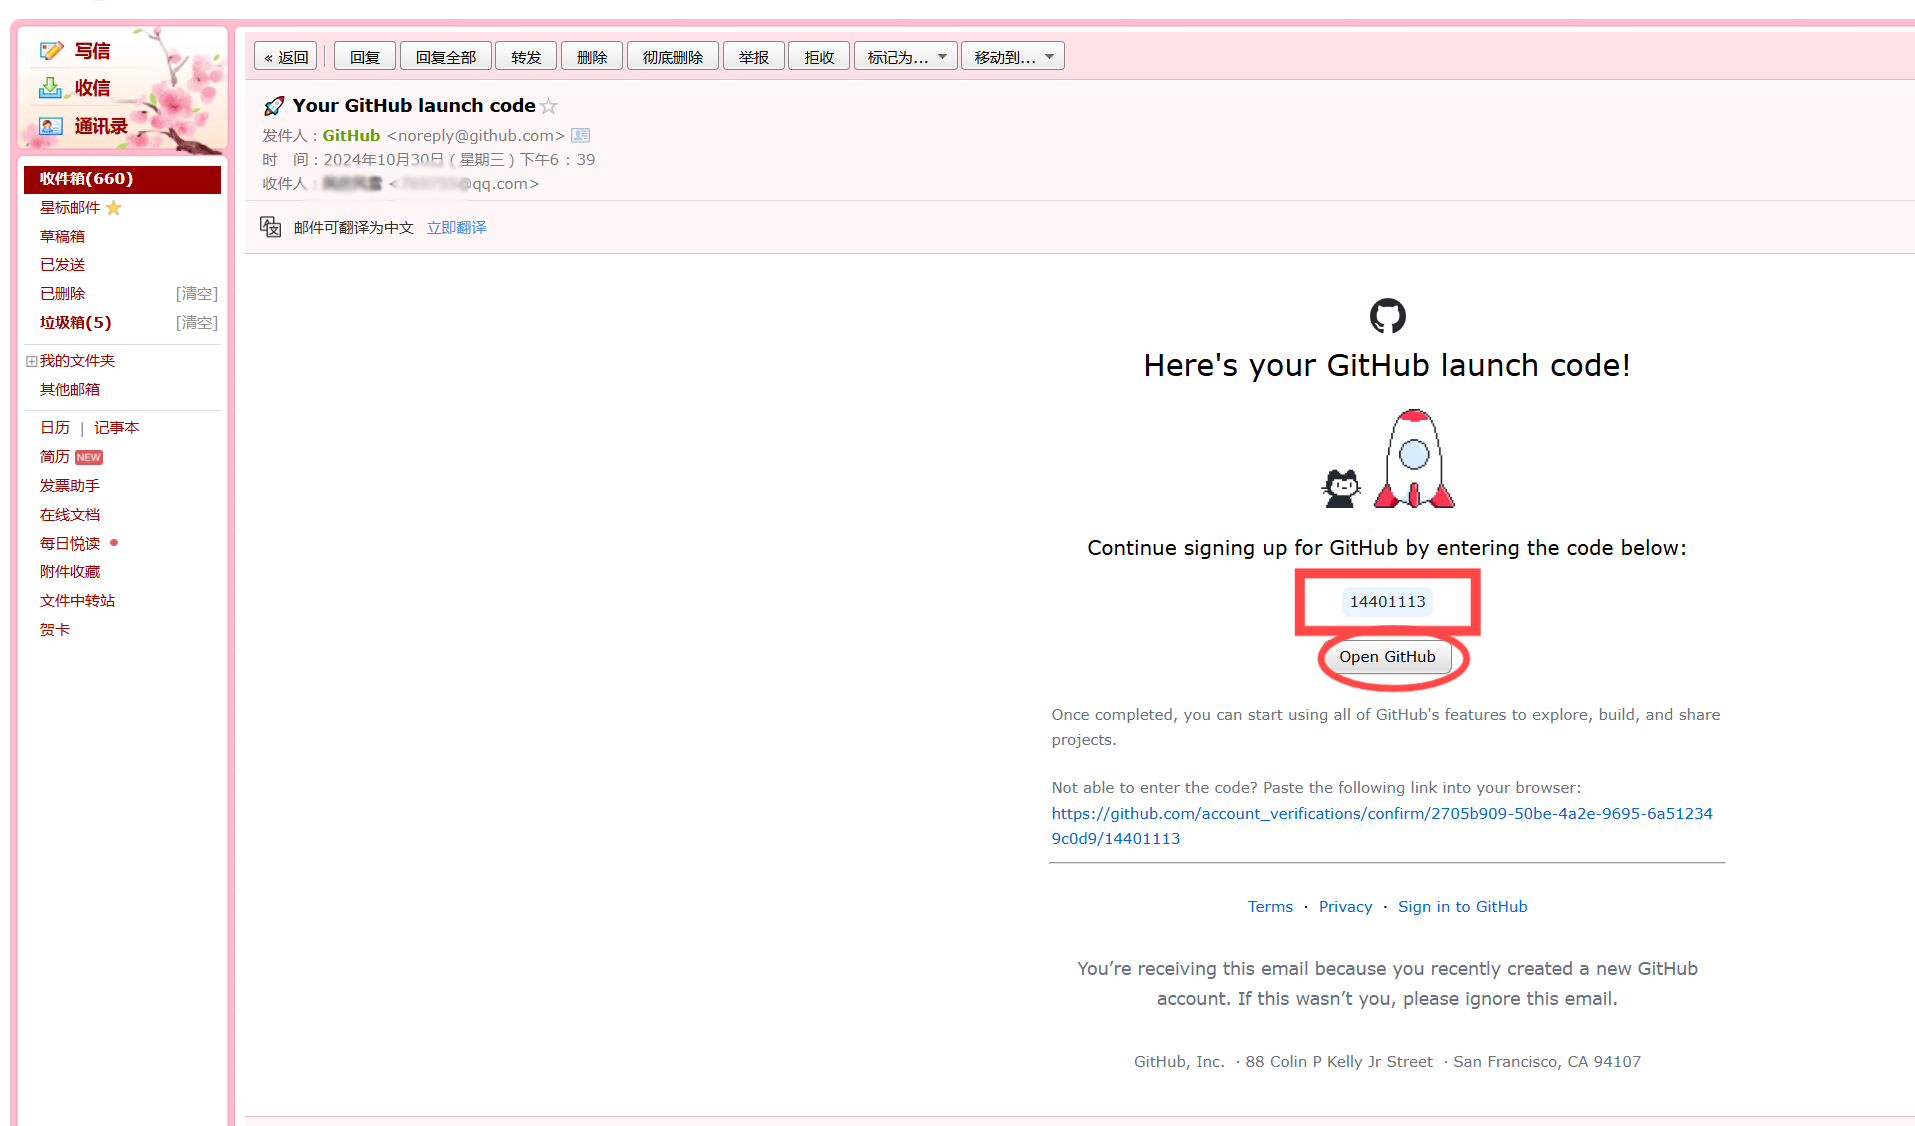 写信
收信
通讯录
收件箱(660)
星标邮件
草稿箱
已发送
已删除 [清空]
垃圾箱(5) [清空]
我的文件夹
其他邮箱
日历 | 记事本
简历 NEW
发票助手
在线文档
每日悦读
附件收藏
文件中转站
贺卡
« 返回 回复 回复全部 转发 删除 彻底删除 举报 拒收 标记为... 移动到...
Your GitHub launch code
发件人：GitHub <noreply@github.com>
时 间：2024年10月30日（星期三）下午6：39
收件人： < @qq.com>
邮件可翻译为中文 立即翻译
Here's your GitHub launch code!
Continue signing up for GitHub by entering the code below:
14401113
Open GitHub
Once completed, you can start using all of GitHub's features to explore, build, and share
projects.
Not able to enter the code? Paste the following link into your browser:
https://github.com/account_verifications/confirm/2705b909-50be-4a2e-9695-6a51234
9c0d9/14401113
Terms · Privacy · Sign in to GitHub
You’re receiving this email because you recently created a new GitHub
account. If this wasn’t you, please ignore this email.
GitHub, Inc. · 88 Colin P Kelly Jr Street · San Francisco, CA 94107